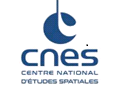 cnes
CENTRE NATIONAL
D'ÉTUDES SPATIALES